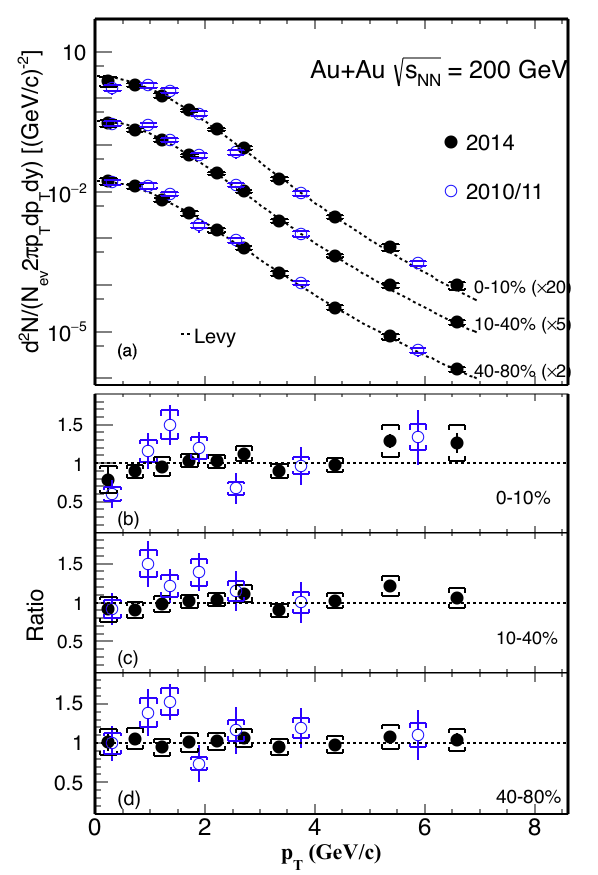 d²N/(N_ev 2πp_T dp_T dy) [(GeV/c)⁻²]
10
10⁻²
10⁻⁵
Au+Au √s_NN = 200 GeV
2014
2010/11
0-10% (×20)
10-40% (×5)
40-80% (×2)
Levy
(a)
Ratio
1.5
1
0.5
(b)
0-10%
1.5
1
0.5
(c)
10-40%
1.5
1
0.5
(d)
40-80%
0 2 4 6 8
p_T (GeV/c)